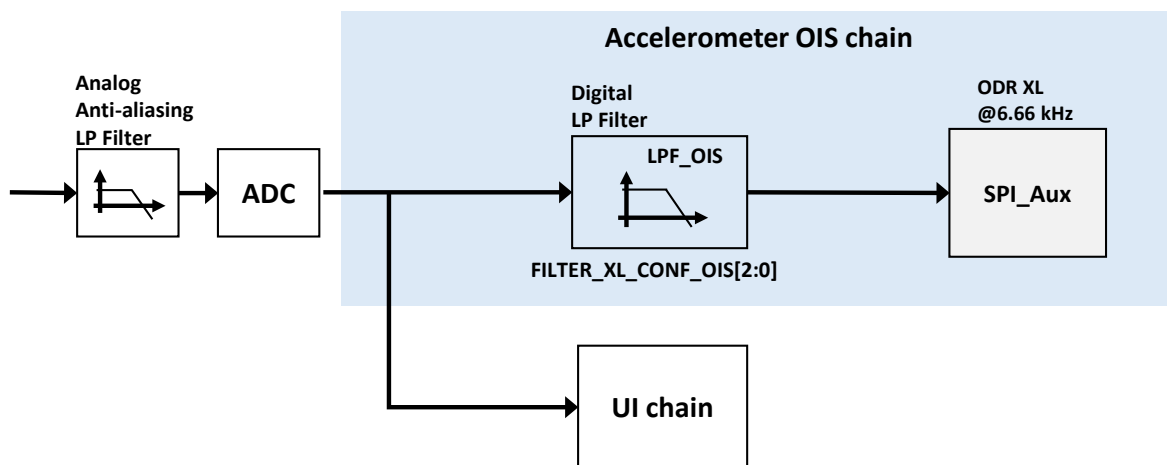 Accelerometer OIS chain
Analog
Anti-aliasing
LP Filter
ADC
Digital
LP Filter
LPF_OIS
FILTER_XL_CONF_OIS[2:0]
ODR XL
@6.66 kHz
SPI_Aux
UI chain